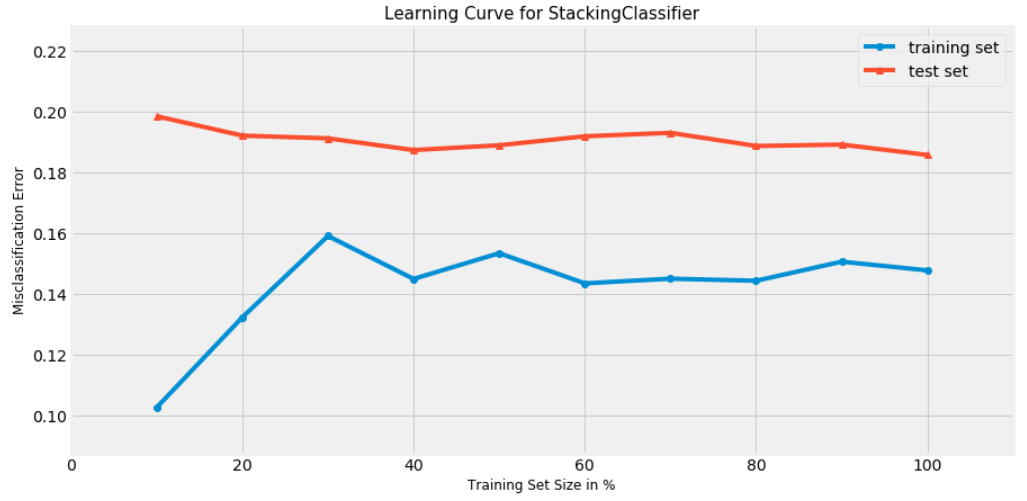 Learning Curve for StackingClassifier
training set
test set
Misclassification Error
0.22
0.20
0.18
0.16
0.14
0.12
0.10
0 20 40 60 80 100
Training Set Size in %